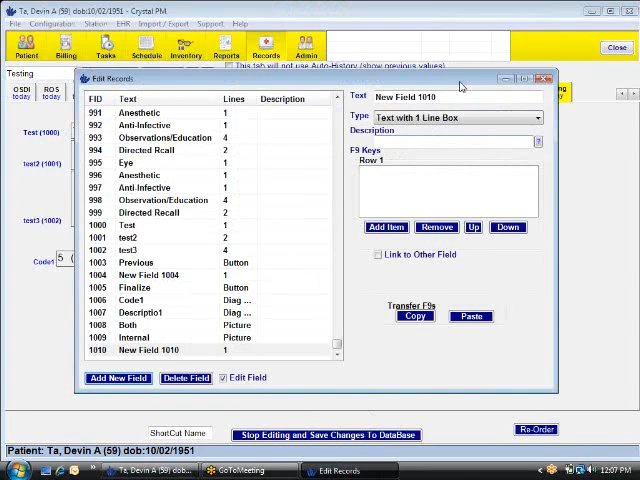 Ta, Devin A (59) dob:10/02/1951 - Crystal PM
File Configuration Station EHR Import / Export Support Help
Patient Billing Tasks Schedule Inventory Reports Records Admin Close
This tab will not use Auto-History (show previous values)
Testing
OSDI today
ROS today
Test (1000)
test2 (1001)
test3 (1002)
Code1 5
Edit Records
FID Text Lines Description
991 Anesthetic 1
992 Anti-Infective 1
993 Observations/Education 4
994 Directed Rcall 2
995 Eye 1
996 Anesthetic 1
997 Anti-Infective 1
998 Observation/Education 4
999 Directed Recall 2
1000 Test 1
1001 test2 2
1002 test3 4
1003 Previous Button
1004 New Field 1004 1
1005 Finalize Button
1006 Code1 Diag ...
1007 Descriptio1 Diag ...
1008 Both Picture
1009 Internal Picture
1010 New Field 1010 1
Add New Field Delete Field Edit Field
Text New Field 1010
Type Text with 1 Line Box
Description
?
F9 Keys
Row 1
Add Item Remove Up Down
Link to Other Field
Transfer F9s
Copy Paste
ShortCut Name Stop Editing and Save Changes To DataBase Re-Order
Patient: Ta, Devin A (59) dob:10/02/1951
Ta, Devin A (59) dob... GoToMeeting Edit Records 12:07 PM